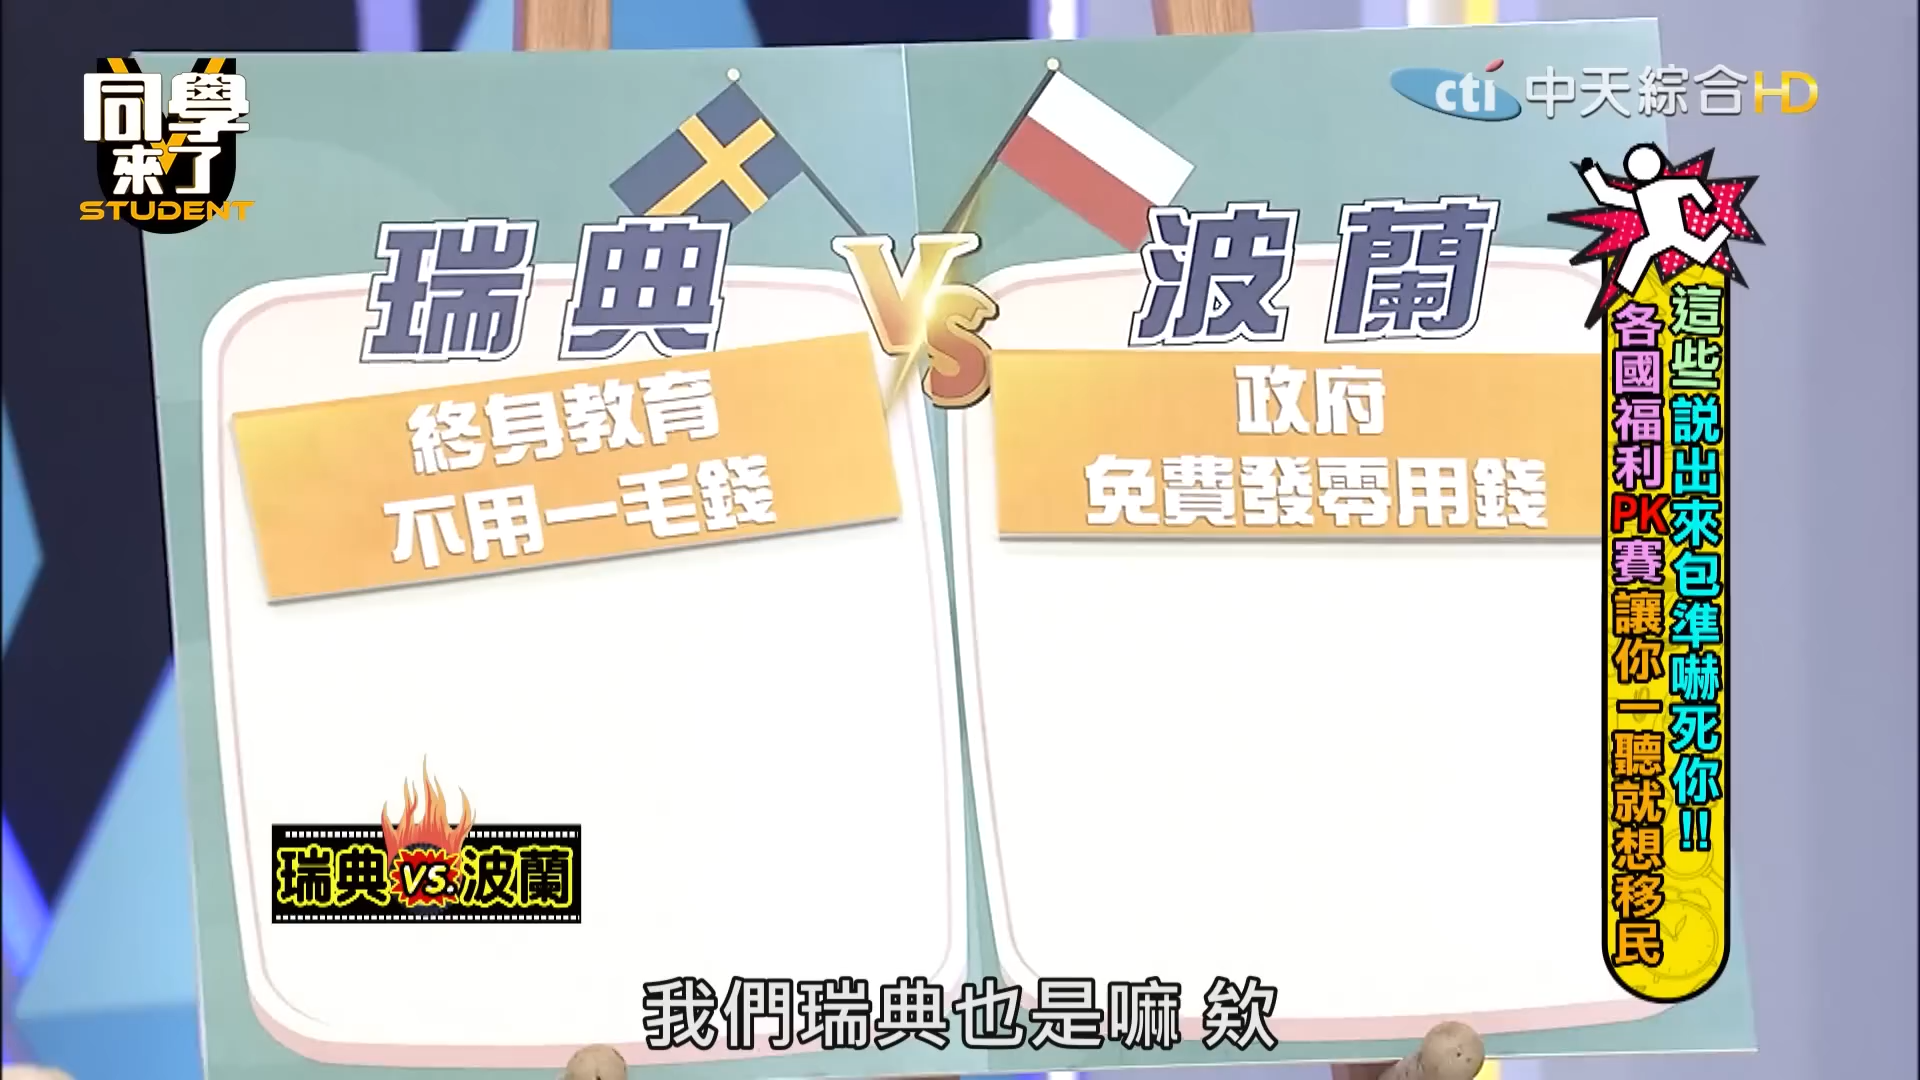 同學
來了
STUDENT
cti 中天綜合HD
瑞典
VS
波蘭
終身教育
不用一毛錢
政府
免費發零用錢
這些説出來包準嚇死你!!
各國福利PK賽讓你一聽就想移民
瑞典VS.波蘭
我們瑞典也是嘛 欸